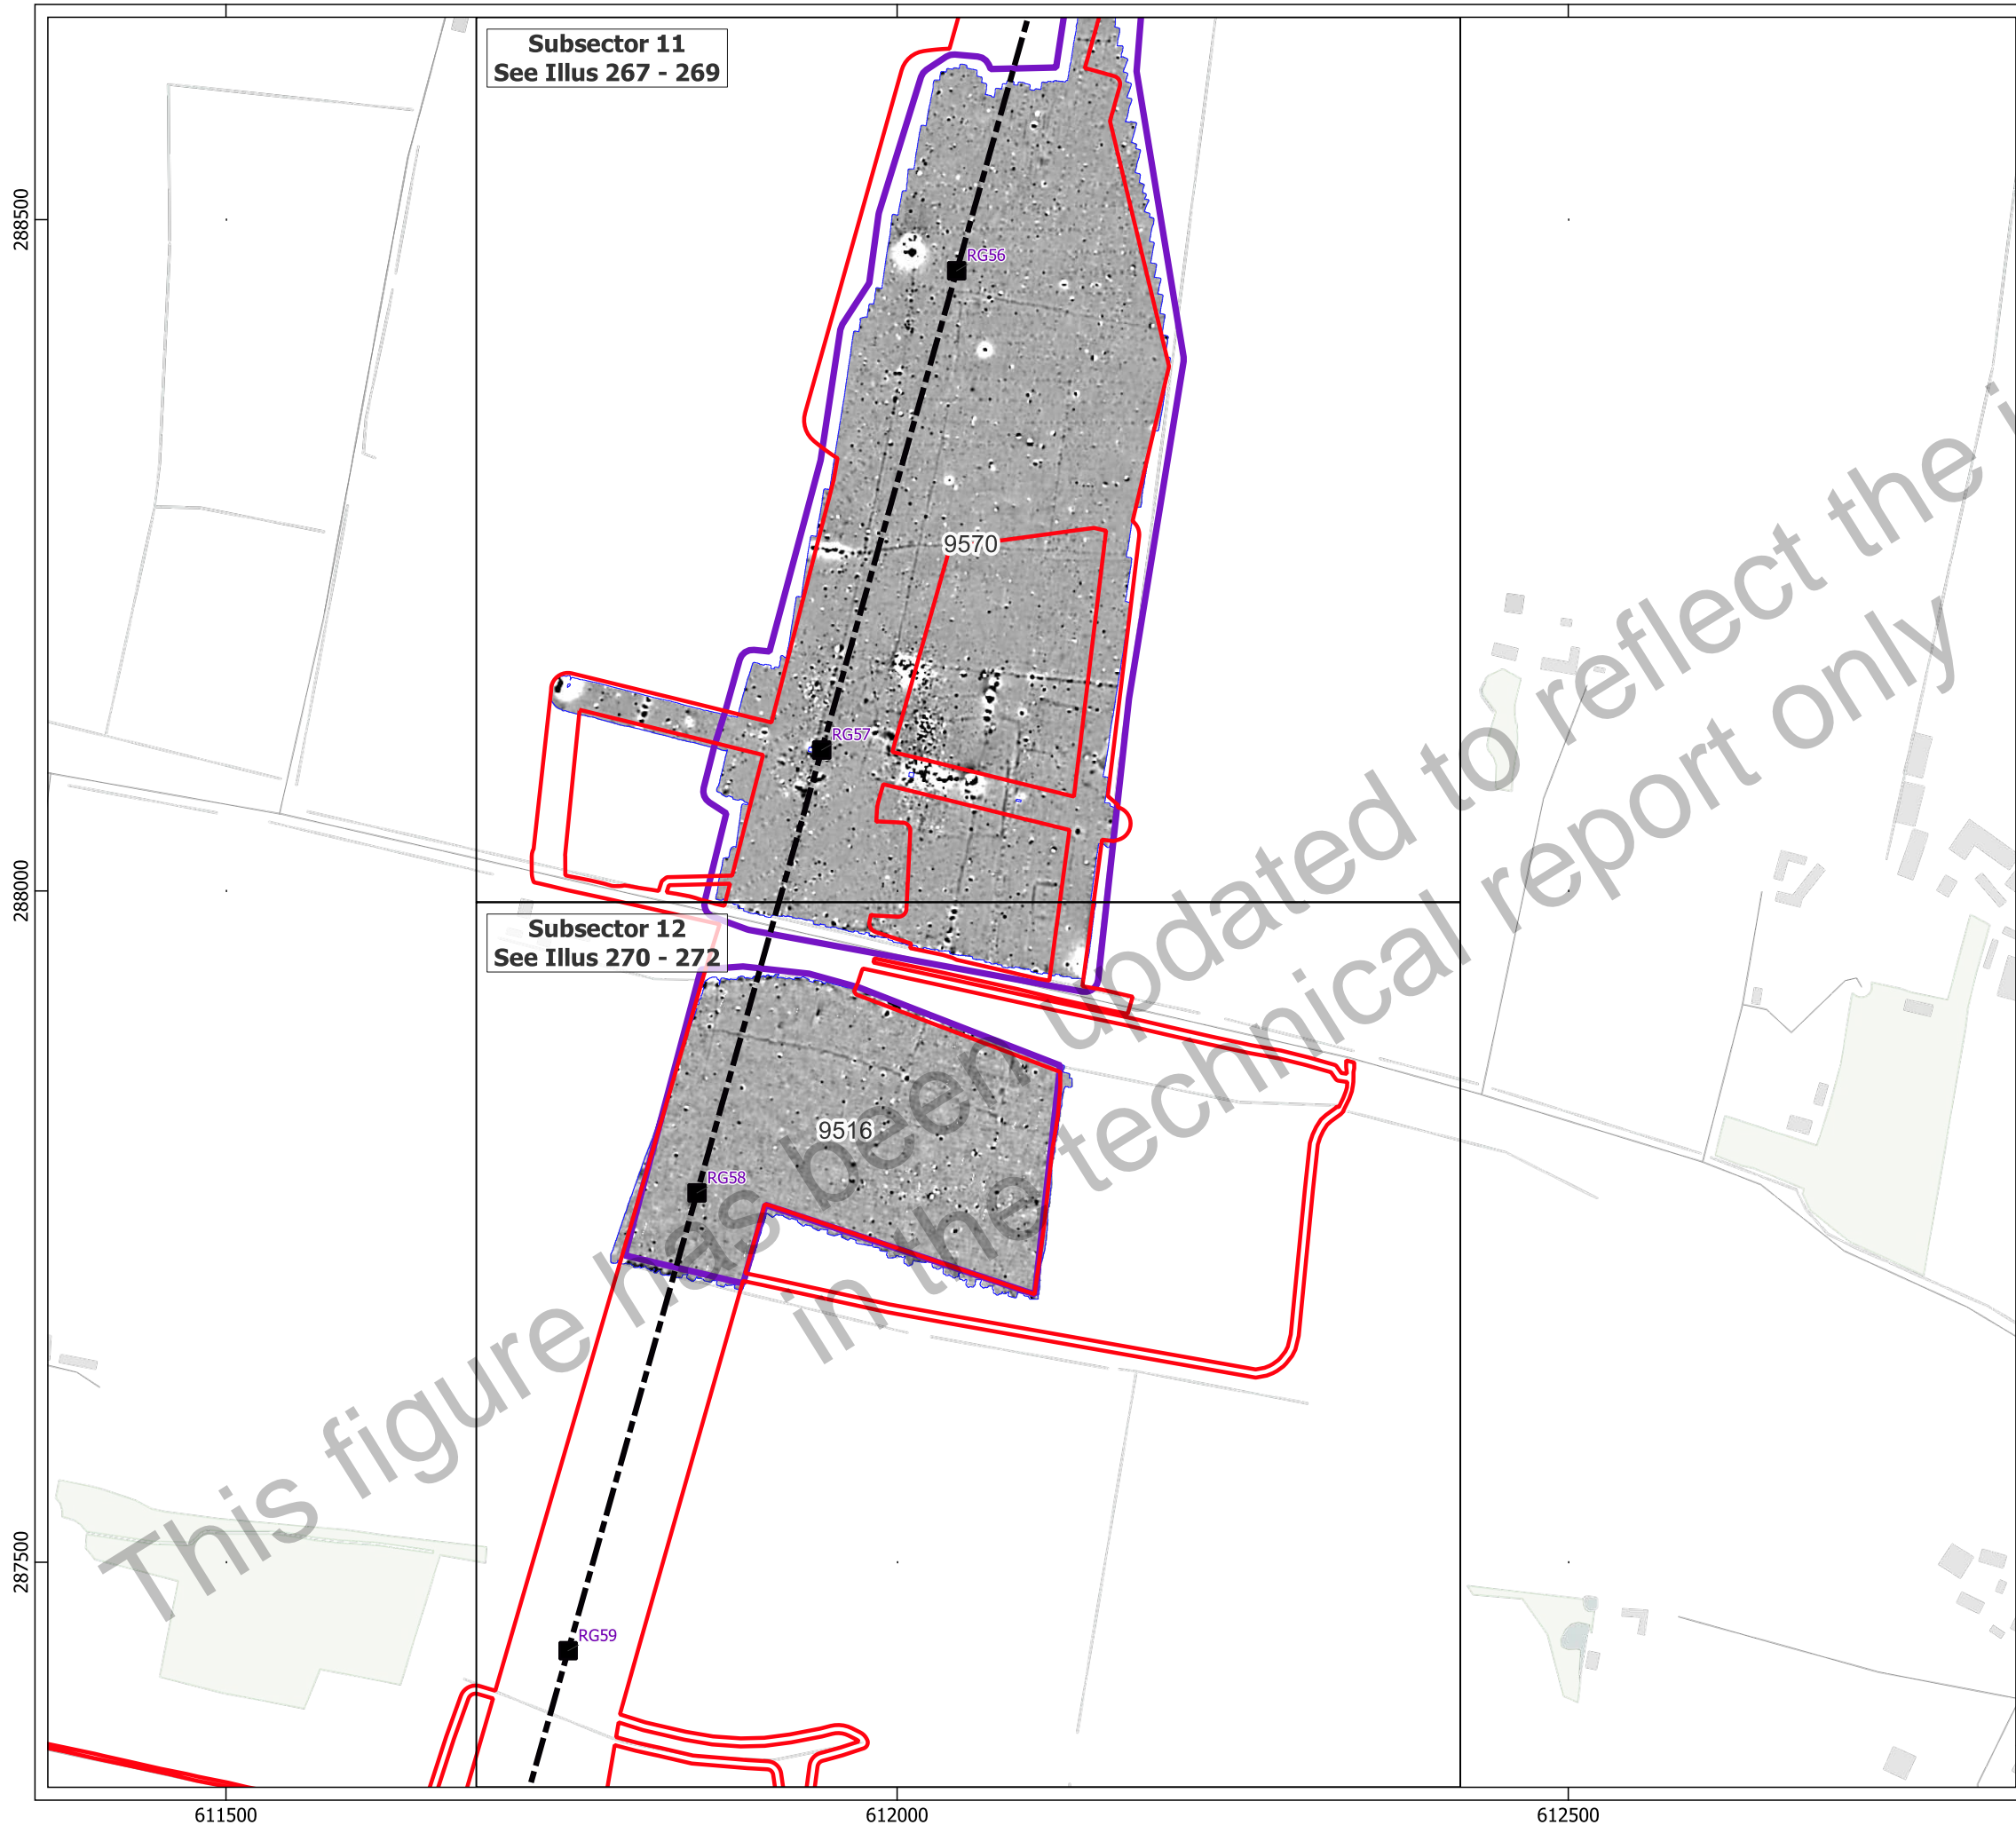 Subsector 11
See Illus 267 - 269
288500
RG56
9570
RG57
288000
Subsector 12
See Illus 270 - 272
9516
RG58
287500
RG59
611500
612000
612500
This figure has been updated to reflect the
in the technical report only